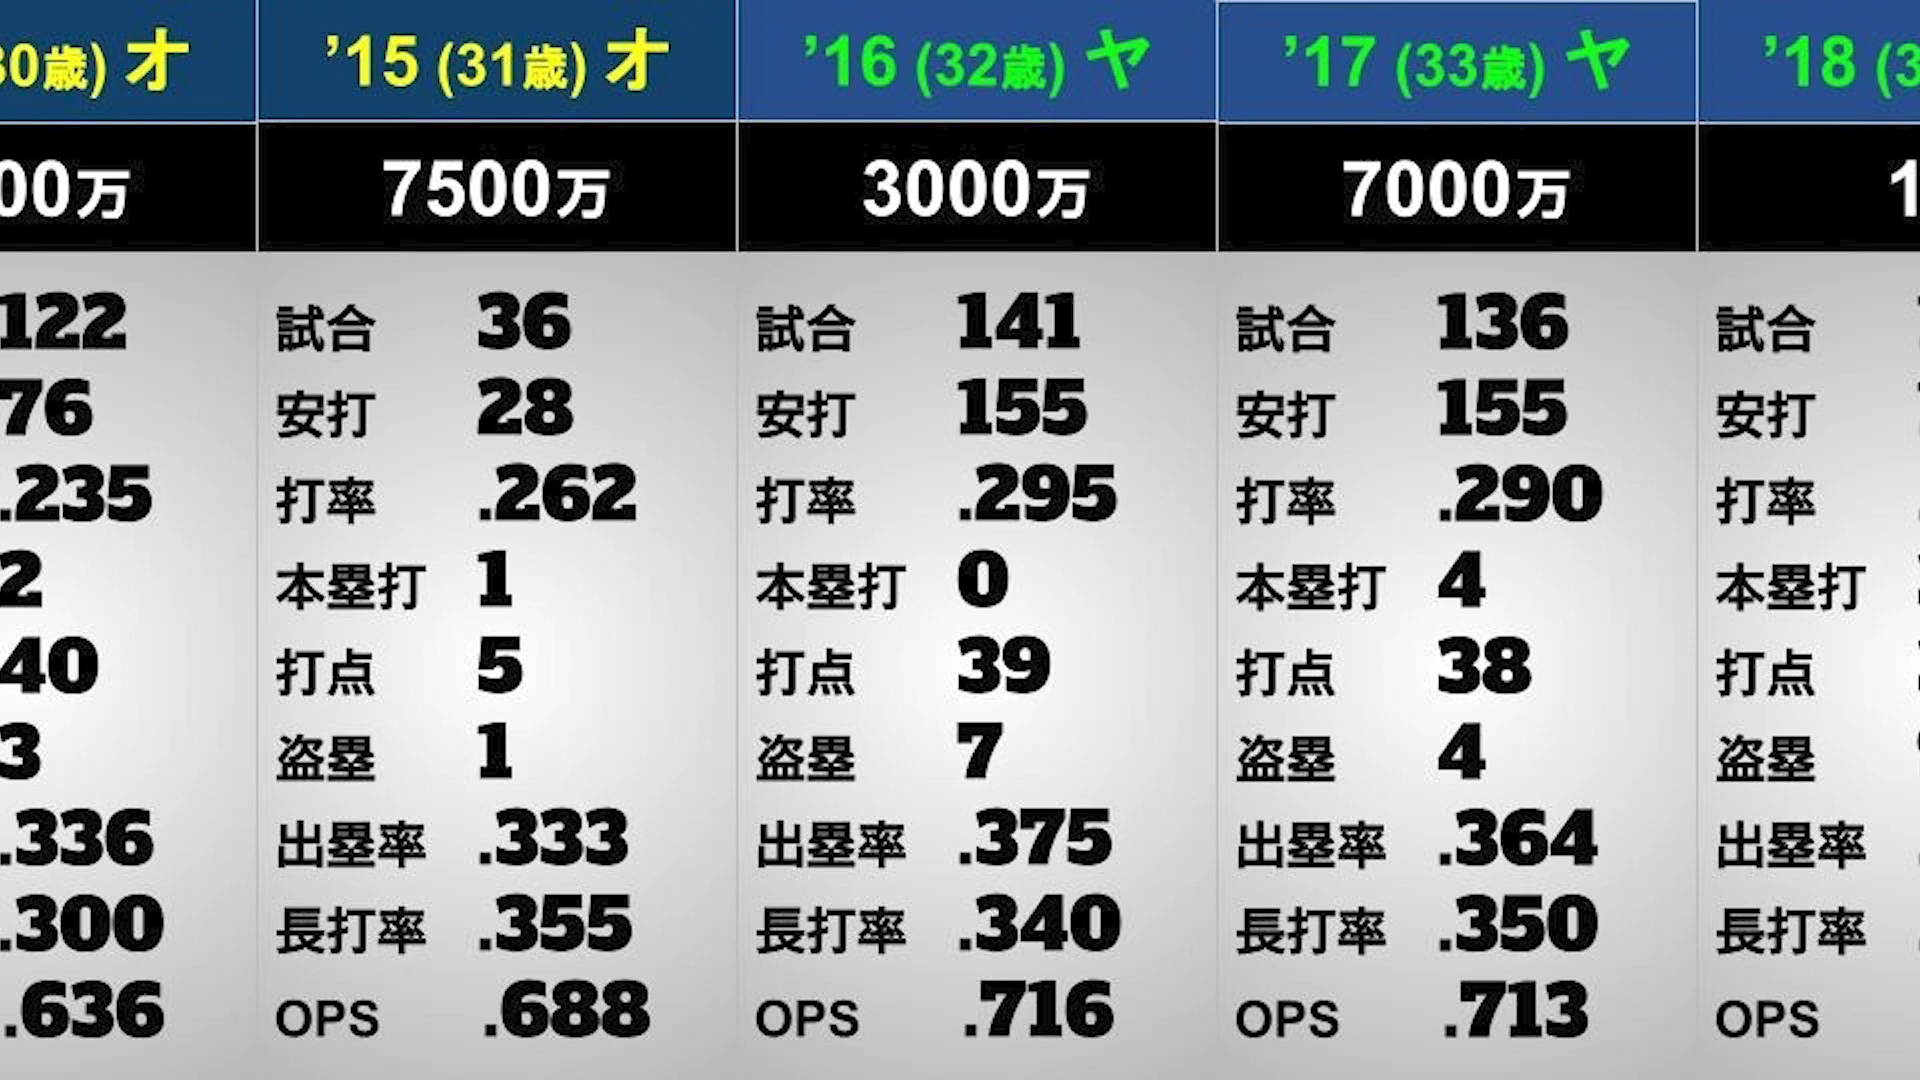 30歳) オ
122
76
.235
2
40
3
.336
.300
.636
’15 (31歳) オ
7500万
試合 36
安打 28
打率 .262
本塁打 1
打点 5
盗塁 1
出塁率 .333
長打率 .355
OPS .688
’16 (32歳) ヤ
3000万
試合 141
安打 155
打率 .295
本塁打 0
打点 39
盗塁 7
出塁率 .375
長打率 .340
OPS .716
’17 (33歳) ヤ
7000万
試合 136
安打 155
打率 .290
本塁打 4
打点 38
盗塁 4
出塁率 .364
長打率 .350
OPS .713
’18 (3
1
試合
安打
打率
本塁打
打点
盗塁
出塁率
長打率
OPS